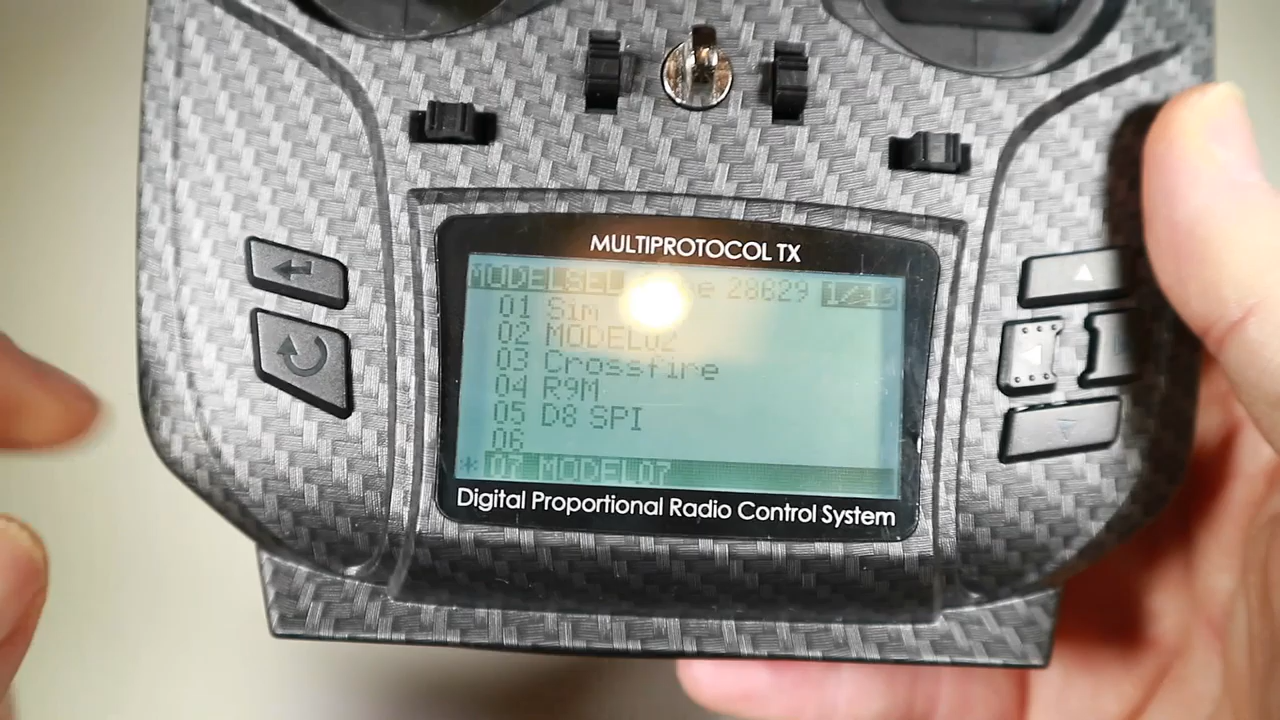 MULTIPROTOCOL TX
MODELSEL 28629 1/13
01 Sim
02 MODEL02
03 Crossfire
04 R9M
05 D8 SPI
06
* 07 MODEL07
Digital Proportional Radio Control System